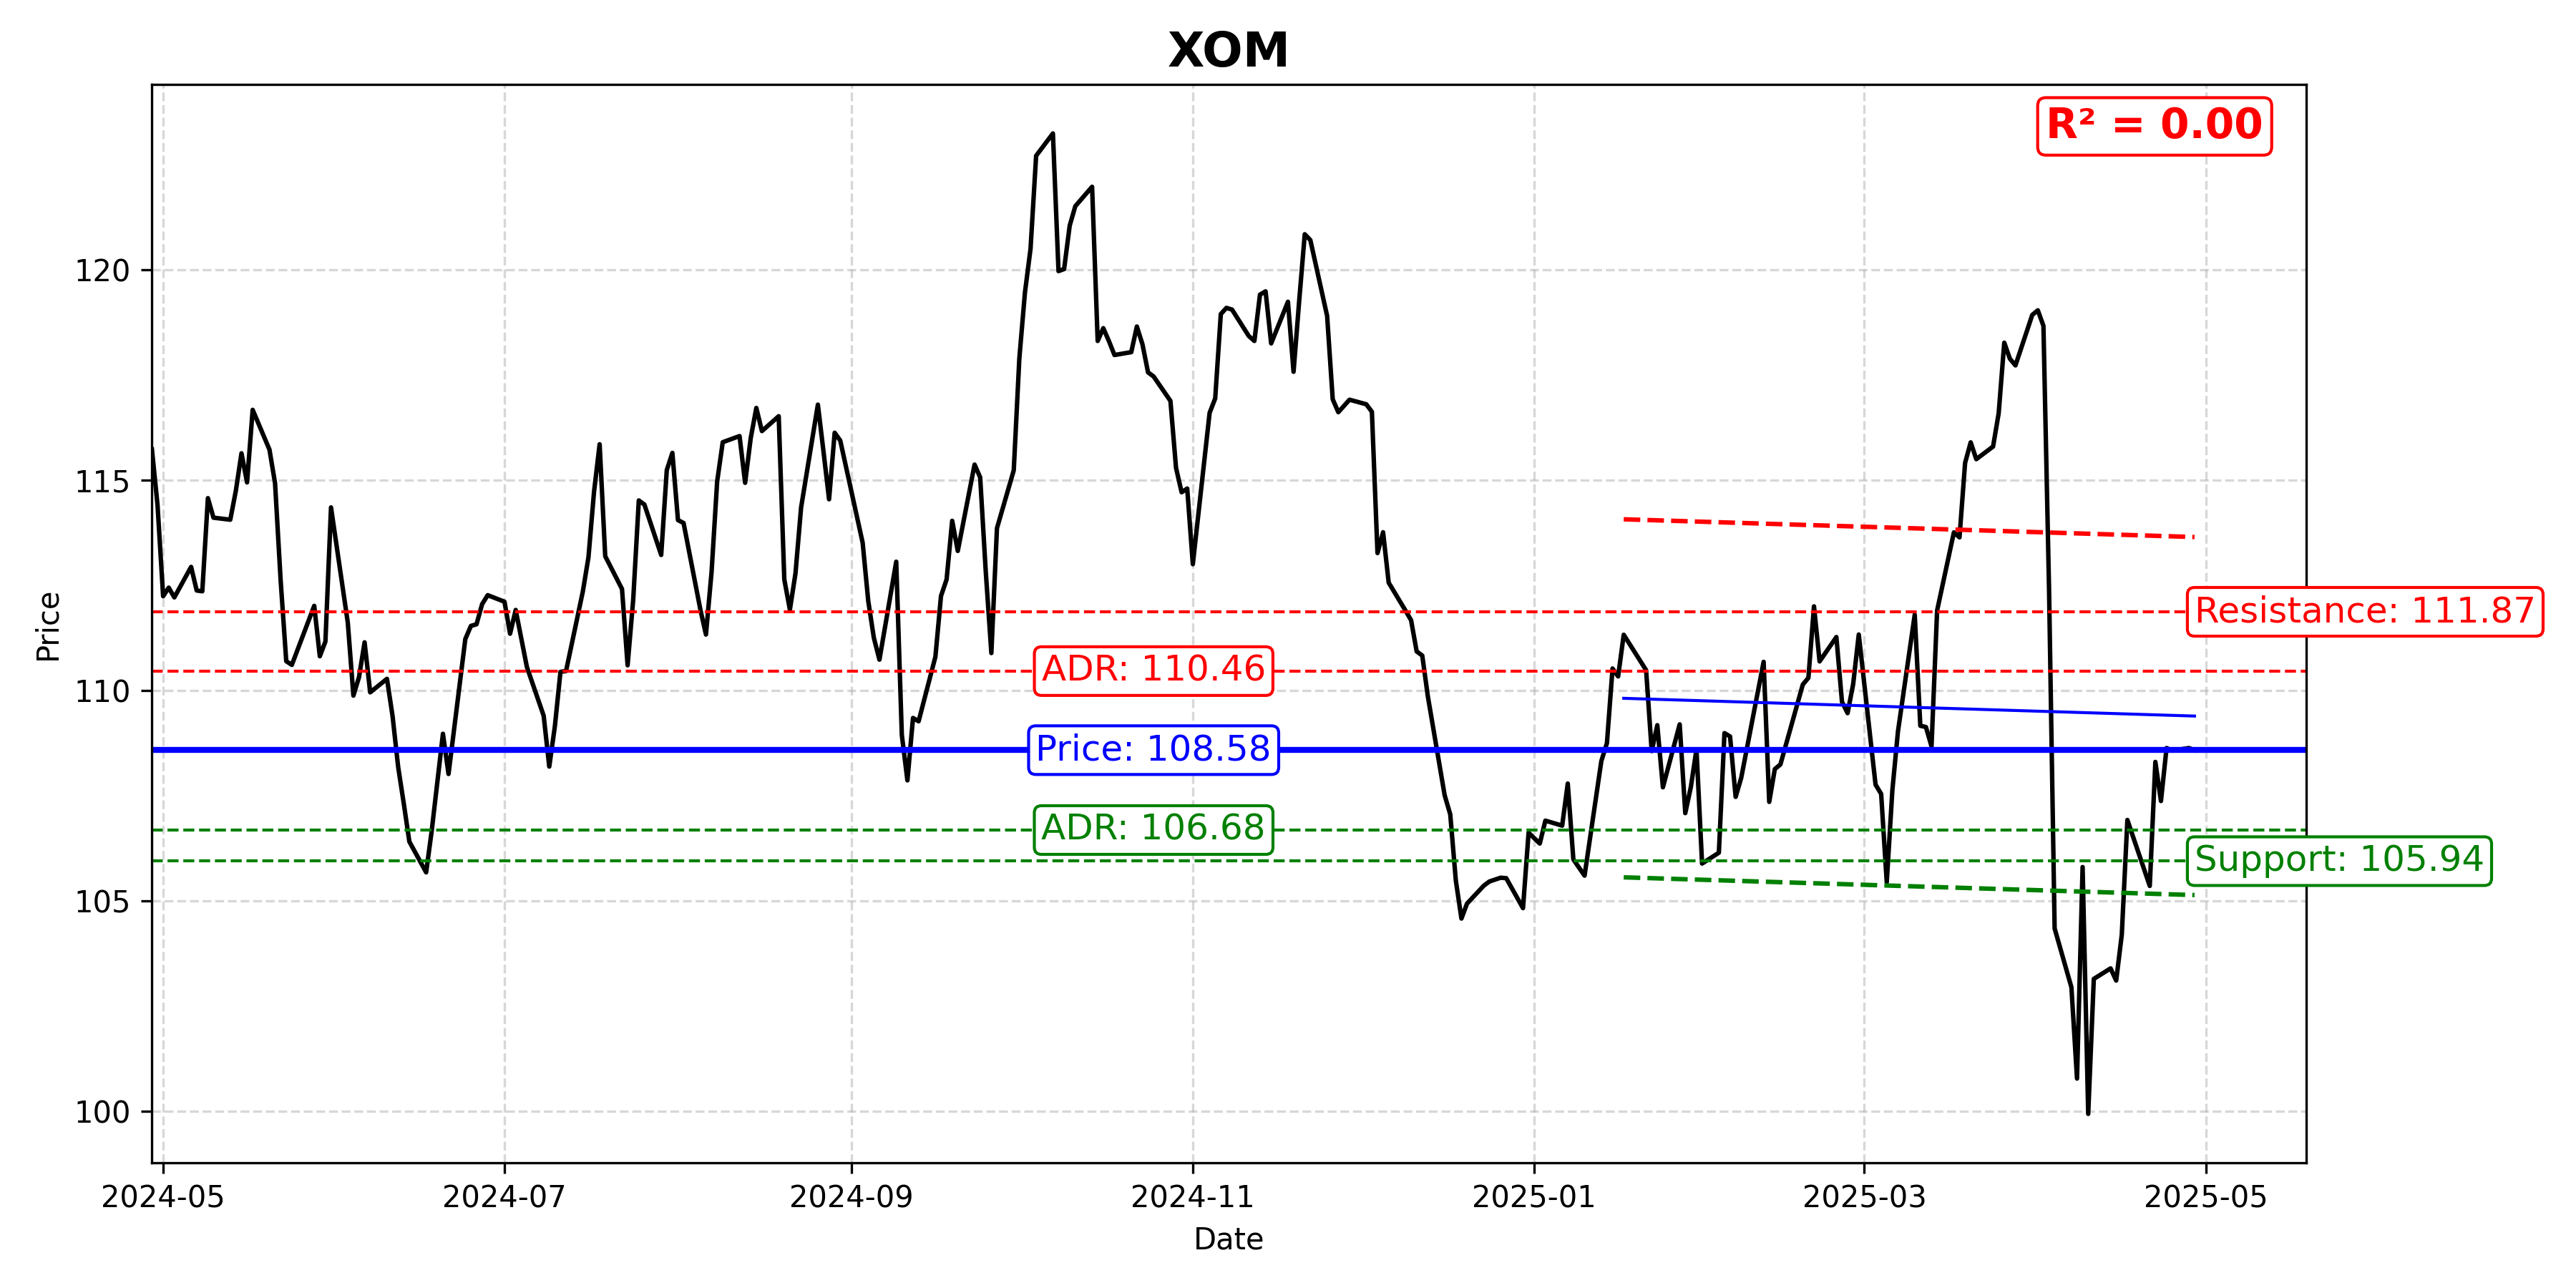 XOM
R² = 0.00
120
115
110
105
100
Price
Resistance: 111.87
ADR: 110.46
Price: 108.58
ADR: 106.68
Support: 105.94
2024-05
2024-07
2024-09
2024-11
2025-01
2025-03
2025-05
Date